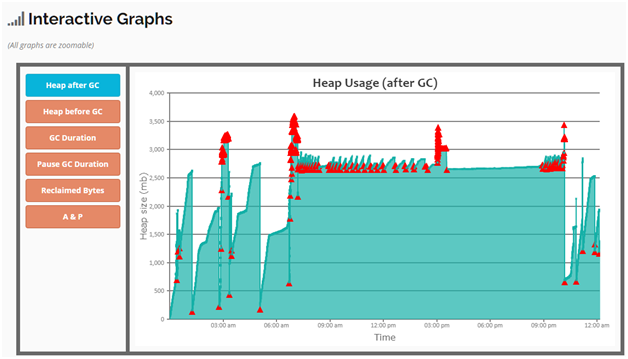 Interactive Graphs
(All graphs are zoomable)
Heap after GC
Heap before GC
GC Duration
Pause GC Duration
Reclaimed Bytes
A & P
Heap Usage (after GC)
Heap size (mb)
4,000
3,500
3,000
2,500
2,000
1,500
1,000
500
0
03:00 am
06:00 am
09:00 am
12:00 pm
03:00 pm
06:00 pm
09:00 pm
12:00 am
Time